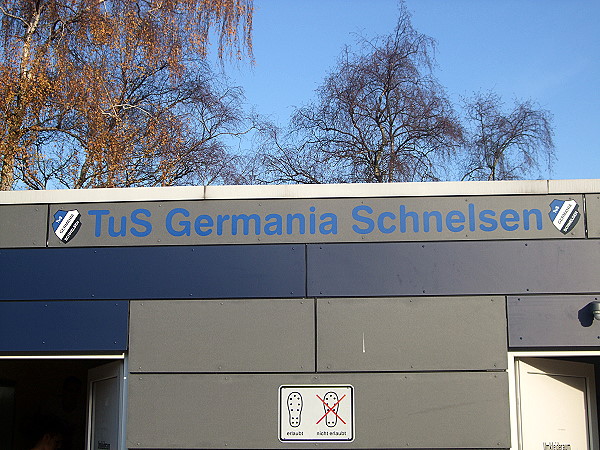 TuS Germania Schnelsen
erlaubt
nicht erlaubt